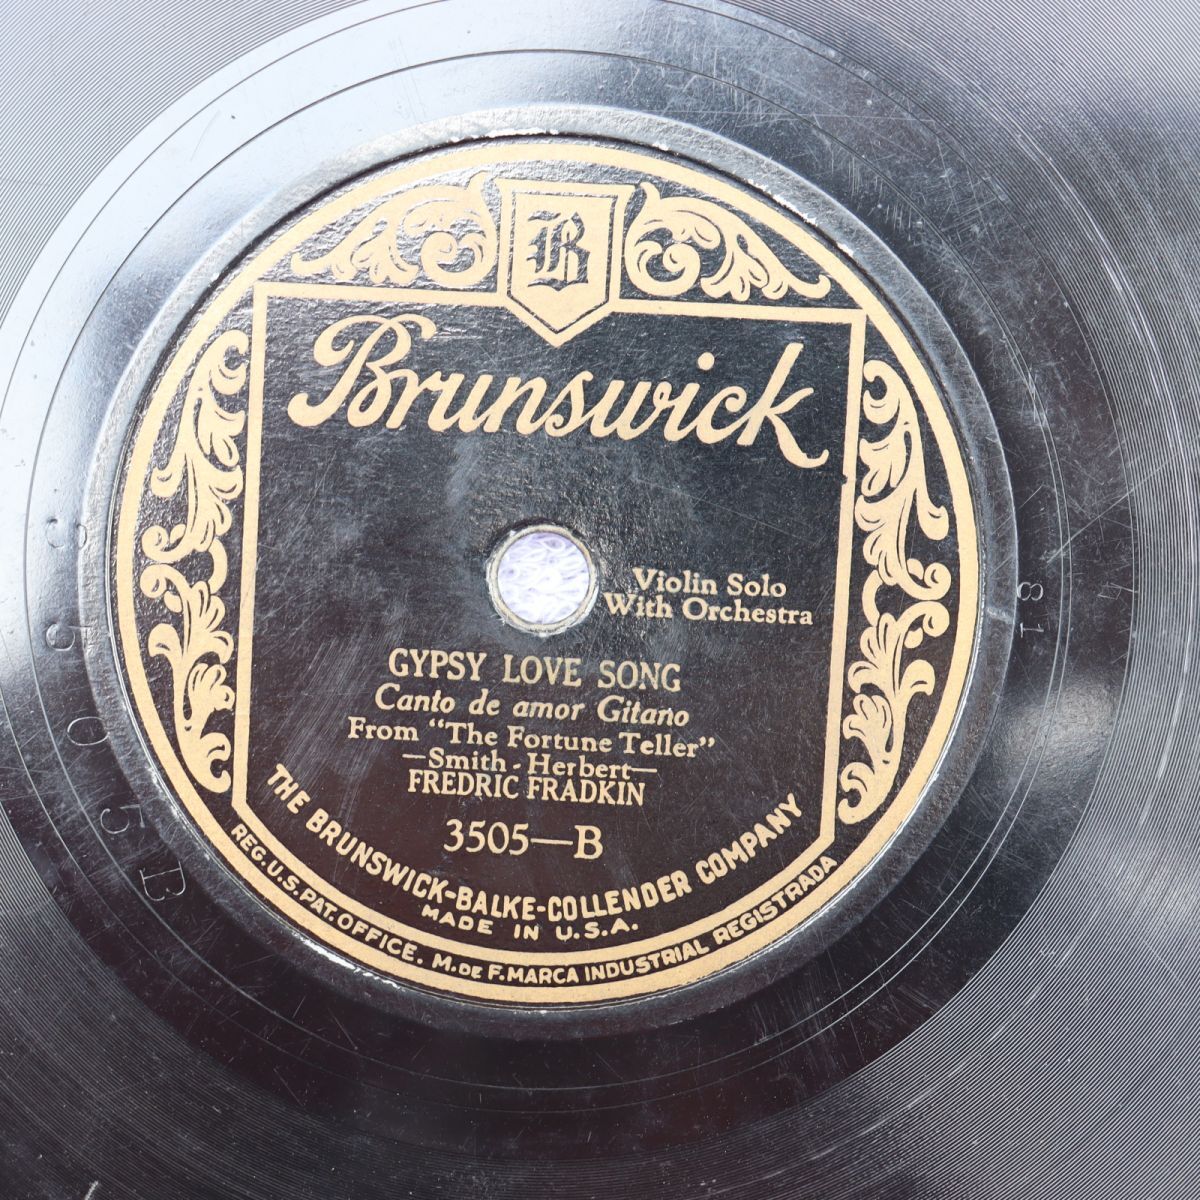 B
Brunswick
Violin Solo
With Orchestra
GYPSY LOVE SONG
Canto de amor Gitano
From "The Fortune Teller"
—Smith - Herbert—
FREDRIC FRADKIN
3505—B
THE BRUNSWICK-BALKE-COLLENDER COMPANY
MADE IN U.S.A.
REG. U.S. PAT. OFFICE. M. DE F. MARCA INDUSTRIAL REGISTRADA
81